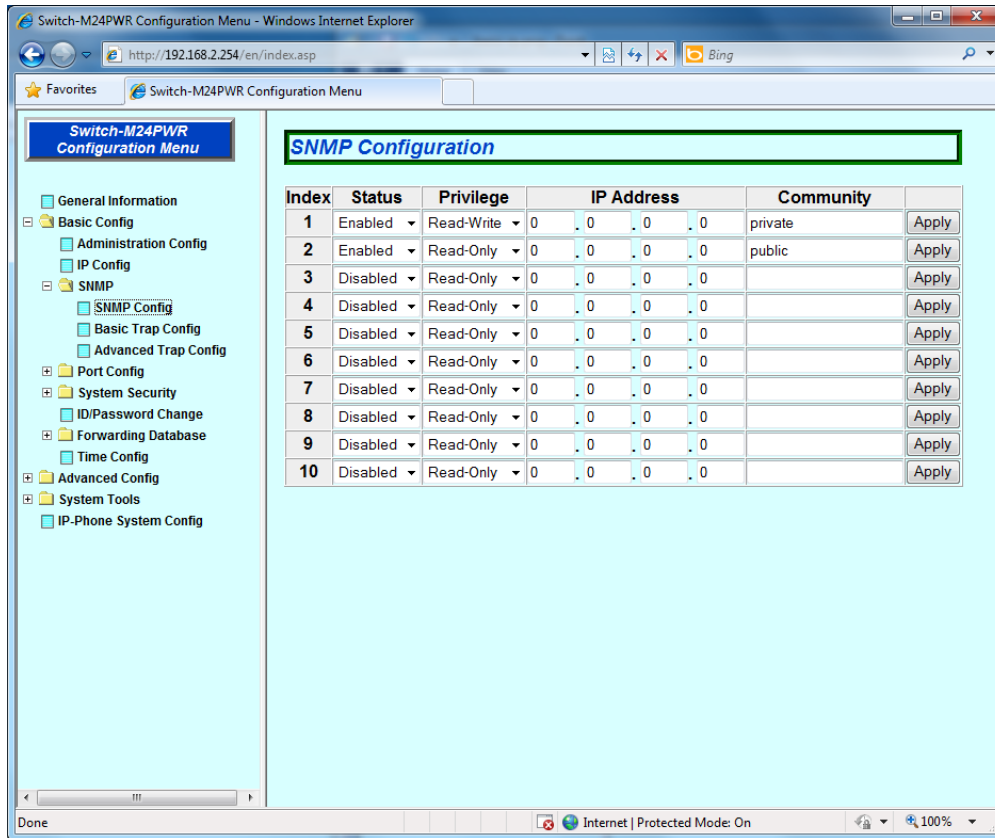 Switch-M24PWR Configuration Menu - Windows Internet Explorer
http://192.168.2.254/en/index.asp
Bing
Favorites
Switch-M24PWR Configuration Menu
Switch-M24PWR
Configuration Menu
General Information
Basic Config
Administration Config
IP Config
SNMP
SNMP Config
Basic Trap Config
Advanced Trap Config
Port Config
System Security
ID/Password Change
Forwarding Database
Time Config
Advanced Config
System Tools
IP-Phone System Config
SNMP Configuration
Index Status Privilege IP Address Community
1 Enabled Read-Write 0 . 0 . 0 . 0 private Apply
2 Enabled Read-Only 0 . 0 . 0 . 0 public Apply
3 Disabled Read-Only 0 . 0 . 0 . 0 Apply
4 Disabled Read-Only 0 . 0 . 0 . 0 Apply
5 Disabled Read-Only 0 . 0 . 0 . 0 Apply
6 Disabled Read-Only 0 . 0 . 0 . 0 Apply
7 Disabled Read-Only 0 . 0 . 0 . 0 Apply
8 Disabled Read-Only 0 . 0 . 0 . 0 Apply
9 Disabled Read-Only 0 . 0 . 0 . 0 Apply
10 Disabled Read-Only 0 . 0 . 0 . 0 Apply
Done
Internet | Protected Mode: On
100%